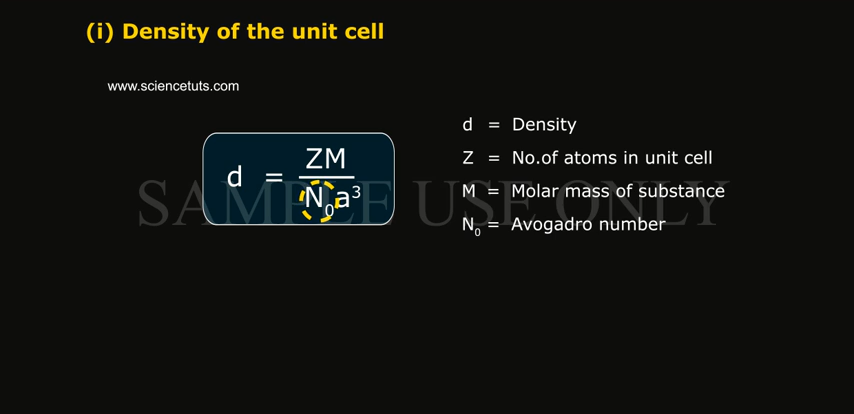 (i) Density of the unit cell
www.sciencetuts.com
d = ZM / N₀a³
d = Density
Z = No.of atoms in unit cell
M = Molar mass of substance
N₀ = Avogadro number
SAMPLE USE ONLY